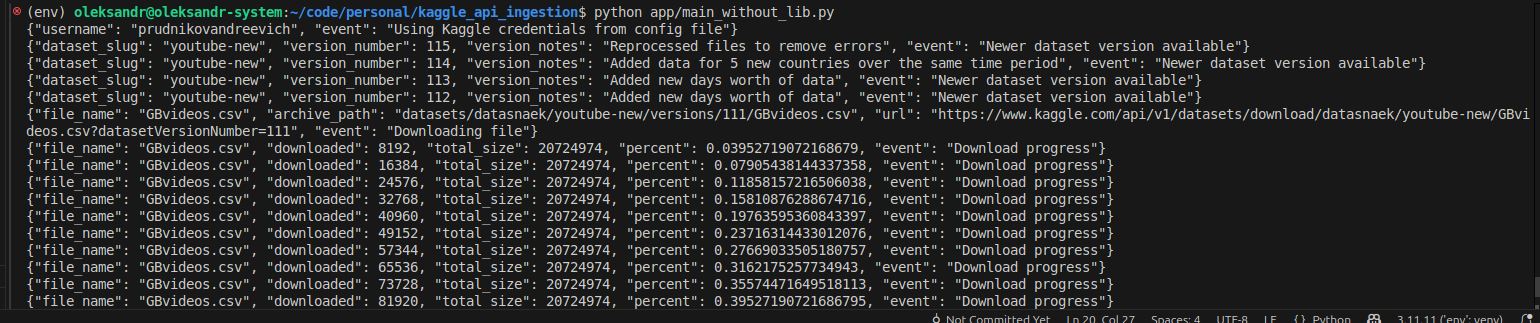 (env) oleksandr@oleksandr-system:~/code/personal/kaggle_api_ingestion$ python app/main_without_lib.py
{"username": "prudnikovandreevich", "event": "Using Kaggle credentials from config file"}
{"dataset_slug": "youtube-new", "version_number": 115, "version_notes": "Reprocessed files to remove errors", "event": "Newer dataset version available"}
{"dataset_slug": "youtube-new", "version_number": 114, "version_notes": "Added data for 5 new countries over the same time period", "event": "Newer dataset version available"}
{"dataset_slug": "youtube-new", "version_number": 113, "version_notes": "Added new days worth of data", "event": "Newer dataset version available"}
{"dataset_slug": "youtube-new", "version_number": 112, "version_notes": "Added new days worth of data", "event": "Newer dataset version available"}
{"file_name": "GBvideos.csv", "archive_path": "datasets/datasnaek/youtube-new/versions/111/GBvideos.csv", "url": "https://www.kaggle.com/api/v1/datasets/download/datasnaek/youtube-new/GBvi
deos.csv?datasetVersionNumber=111", "event": "Downloading file"}
{"file_name": "GBvideos.csv", "downloaded": 8192, "total_size": 20724974, "percent": 0.03952719072168679, "event": "Download progress"}
{"file_name": "GBvideos.csv", "downloaded": 16384, "total_size": 20724974, "percent": 0.07905438144337358, "event": "Download progress"}
{"file_name": "GBvideos.csv", "downloaded": 24576, "total_size": 20724974, "percent": 0.11858157216506038, "event": "Download progress"}
{"file_name": "GBvideos.csv", "downloaded": 32768, "total_size": 20724974, "percent": 0.15810876288674716, "event": "Download progress"}
{"file_name": "GBvideos.csv", "downloaded": 40960, "total_size": 20724974, "percent": 0.19763595360843397, "event": "Download progress"}
{"file_name": "GBvideos.csv", "downloaded": 49152, "total_size": 20724974, "percent": 0.23716314433012076, "event": "Download progress"}
{"file_name": "GBvideos.csv", "downloaded": 57344, "total_size": 20724974, "percent": 0.27669033505180757, "event": "Download progress"}
{"file_name": "GBvideos.csv", "downloaded": 65536, "total_size": 20724974, "percent": 0.3162175257734943, "event": "Download progress"}
{"file_name": "GBvideos.csv", "downloaded": 73728, "total_size": 20724974, "percent": 0.35574471649518113, "event": "Download progress"}
{"file_name": "GBvideos.csv", "downloaded": 81920, "total_size": 20724974, "percent": 0.39527190721686795, "event": "Download progress"}
Not Committed Yet Ln 20, Col 27 Spaces: 4 UTF-8 LF {} Python 3.11.11 ('env': venv)